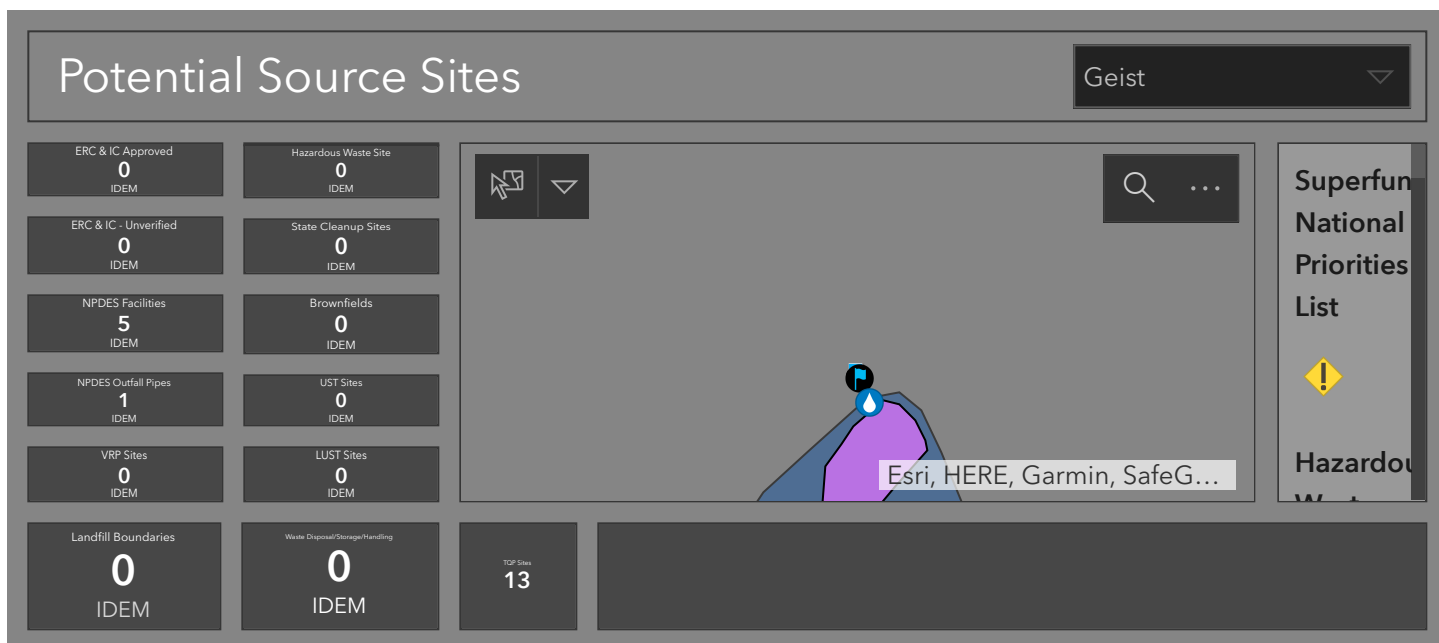 Potential Source Sites
Geist
ERC & IC Approved
0
IDEM
Hazardous Waste Site
0
IDEM
ERC & IC - Unverified
0
IDEM
State Cleanup Sites
0
IDEM
NPDES Facilities
5
IDEM
Brownfields
0
IDEM
NPDES Outfall Pipes
1
IDEM
UST Sites
0
IDEM
VRP Sites
0
IDEM
LUST Sites
0
IDEM
Landfill Boundaries
0
IDEM
Waste Disposal/Storage/Handling
0
IDEM
TQP Sites
13
Esri, HERE, Garmin, SafeG...
Superfun
National
Priorities
List
Hazardou